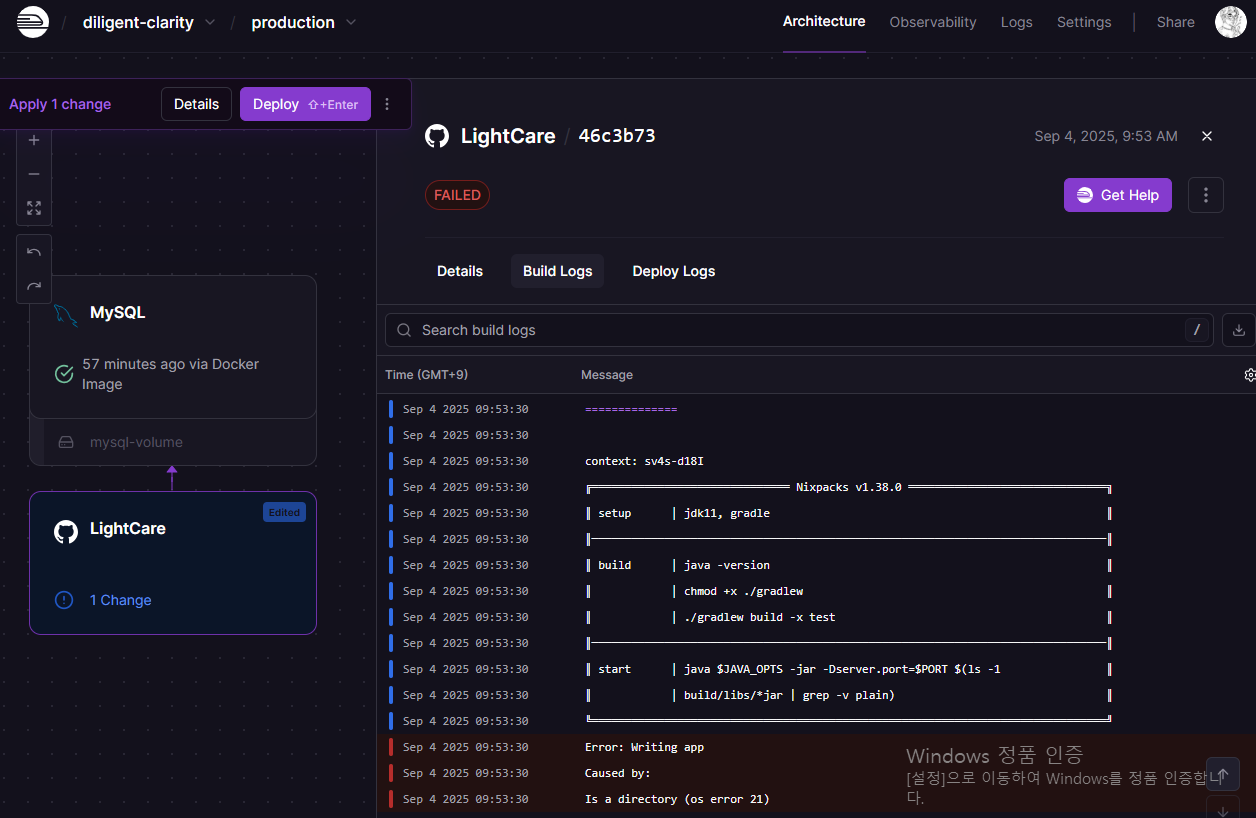 / diligent-clarity / production
Architecture Observability Logs Settings | Share
Apply 1 change Details Deploy ⇧+Enter
LightCare / 46c3b73 Sep 4, 2025, 9:53 AM
FAILED Get Help
Details Build Logs Deploy Logs
MySQL
57 minutes ago via Docker
Image
mysql-volume
LightCare Edited
1 Change
Search build logs /
Time (GMT+9) Message
Sep 4 2025 09:53:30 ==============
Sep 4 2025 09:53:30
Sep 4 2025 09:53:30 context: sv4s-d18I
Sep 4 2025 09:53:30 ╔══════════════════════════════ Nixpacks v1.38.0 ══════════════════════════════╗
Sep 4 2025 09:53:30 ║ setup | jdk11, gradle ║
Sep 4 2025 09:53:30 ║──────────────────────────────────────────────────────────────────────────────║
Sep 4 2025 09:53:30 ║ build | java -version ║
Sep 4 2025 09:53:30 ║ | chmod +x ./gradlew ║
Sep 4 2025 09:53:30 ║ | ./gradlew build -x test ║
Sep 4 2025 09:53:30 ║──────────────────────────────────────────────────────────────────────────────║
Sep 4 2025 09:53:30 ║ start | java $JAVA_OPTS -jar -Dserver.port=$PORT $(ls -1 ║
Sep 4 2025 09:53:30 ║ | build/libs/*jar | grep -v plain) ║
Sep 4 2025 09:53:30 ╚══════════════════════════════════════════════════════════════════════════════╝
Sep 4 2025 09:53:30 Error: Writing app
Sep 4 2025 09:53:30 Caused by:
Sep 4 2025 09:53:30 Is a directory (os error 21)
Windows 정품 인증
[설정]으로 이동하여 Windows를 정품 인증합니
다.